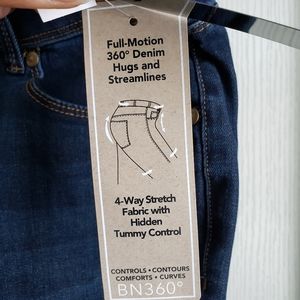 Full-Motion
360° Denim
Hugs and
Streamlines
4-Way Stretch
Fabric with
Hidden
Tummy Control
CONTROLS • CONTOURS
COMFORTS • CURVES
BN360°